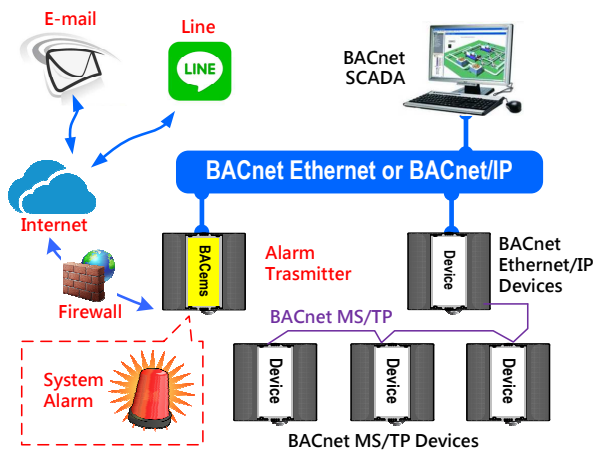 E-mail
Line
LINE
BACnet
SCADA
BACnet Ethernet or BACnet/IP
Internet
BACems
Alarm
Trasmitter
Device
BACnet
Ethernet/IP
Devices
Firewall
BACnet MS/TP
System
Alarm
Device
Device
Device
BACnet MS/TP Devices